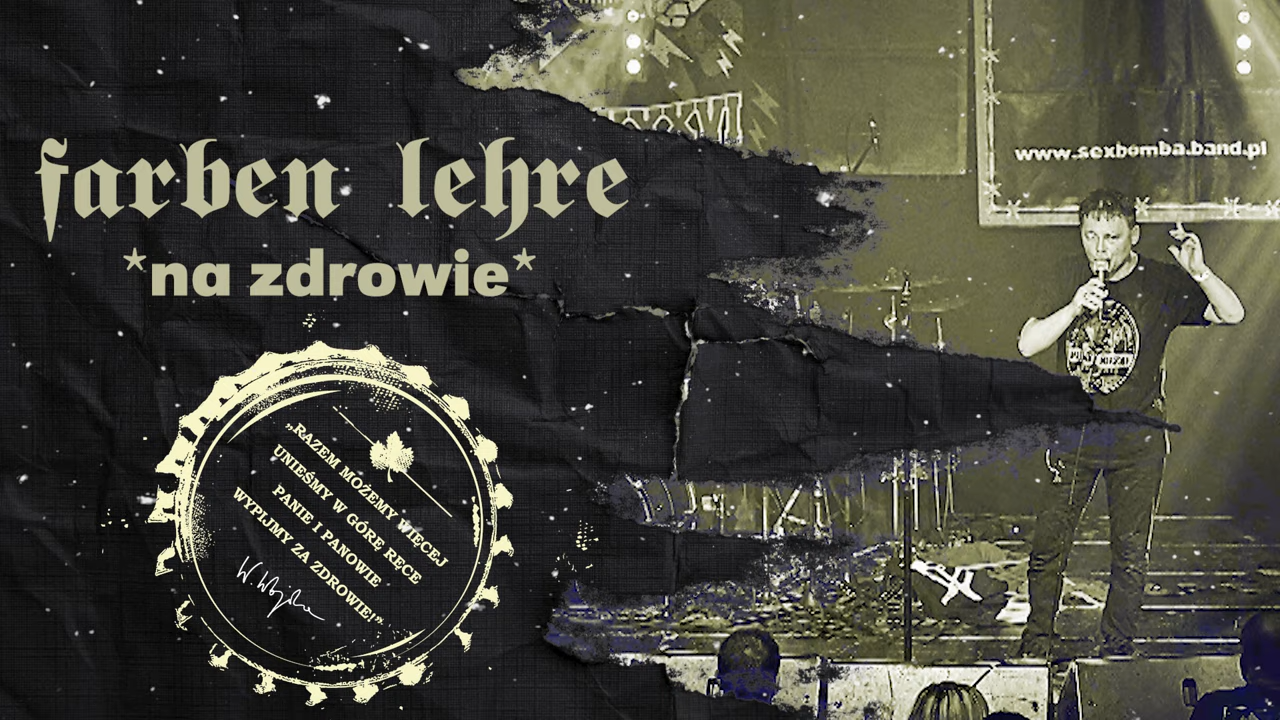 farben lehre
*na zdrowie*
www.sexbomba.band.pl
„RAZEM MOŻEMY WIĘCEJ
UNIEŚMY W GÓRĘ RĘCE
PANIE I PANOWIE
WYPIJMY ZA ZDROWIE!”